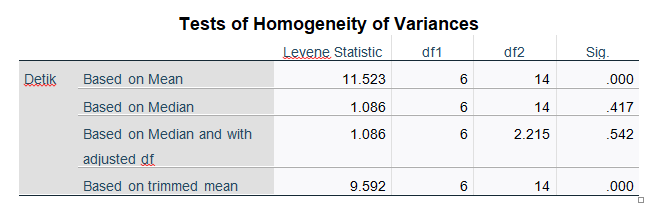 Tests of Homogeneity of Variances
Levene Statistic df1 df2 Sig.
Detik Based on Mean 11.523 6 14 .000
Based on Median 1.086 6 14 .417
Based on Median and with 1.086 6 2.215 .542
adjusted df
Based on trimmed mean 9.592 6 14 .000